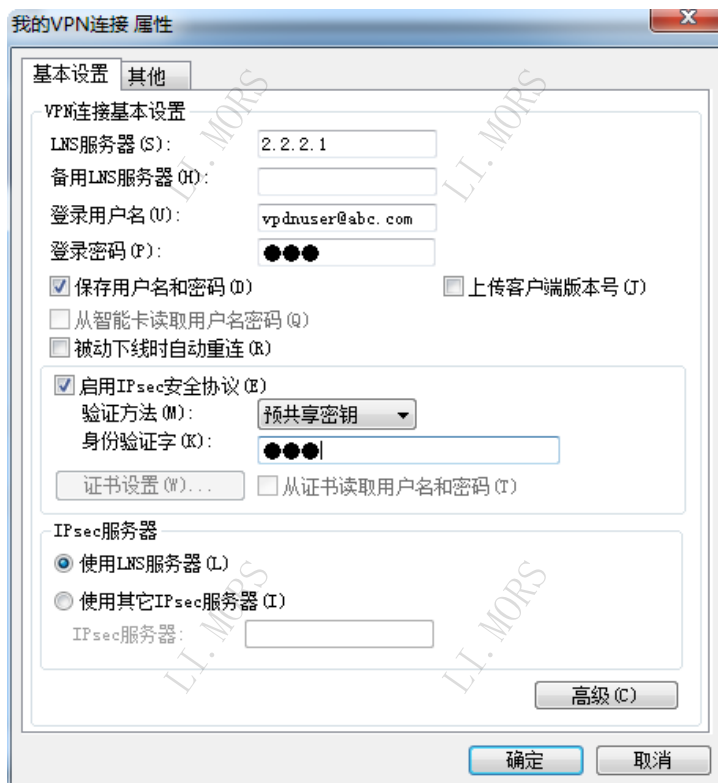 我的VPN连接 属性
基本设置 其他
VPN连接基本设置
LNS服务器(S): 2.2.2.1
备用LNS服务器(H):
登录用户名(U): vpdnuser@abc.com
登录密码(P): ●●●
保存用户名和密码(D) 上传客户端版本号(J)
从智能卡读取用户名密码(Q)
被动下线时自动重连(R)
启用IPsec安全协议(E)
验证方法(M): 预共享密钥
身份验证字(K): ●●●
证书设置(W)... 从证书读取用户名和密码(T)
IPsec服务器
使用LNS服务器(L)
使用其它IPsec服务器(I)
IPsec服务器:
高级(C)
确定 取消
LI.MORS
LI.MORS
LI.MORS
LI.MORS